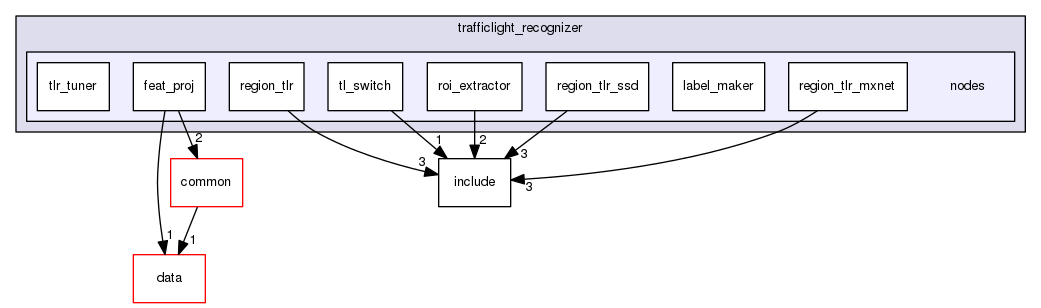 trafficlight_recognizer
tlr_tuner
feat_proj
region_tlr
tl_switch
roi_extractor
region_tlr_ssd
label_maker
region_tlr_mxnet
nodes
2
1
2
3
3
3
common
include
1
1
data